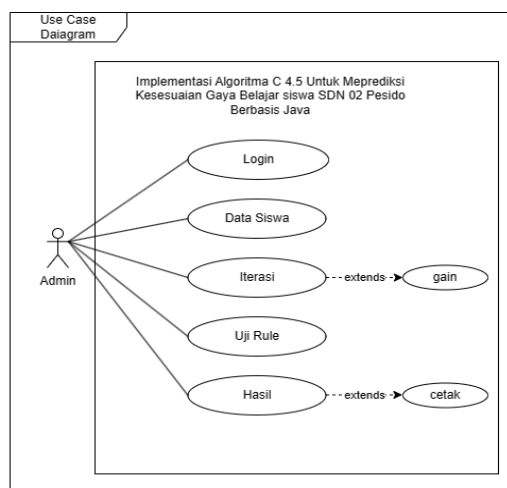 Use Case
Daiagram
Implementasi Algoritma C 4.5 Untuk Meprediksi
Kesesuaian Gaya Belajar siswa SDN 02 Pesido
Berbasis Java
Login
Data Siswa
Admin
Iterasi
extends
gain
Uji Rule
Hasil
extends
cetak